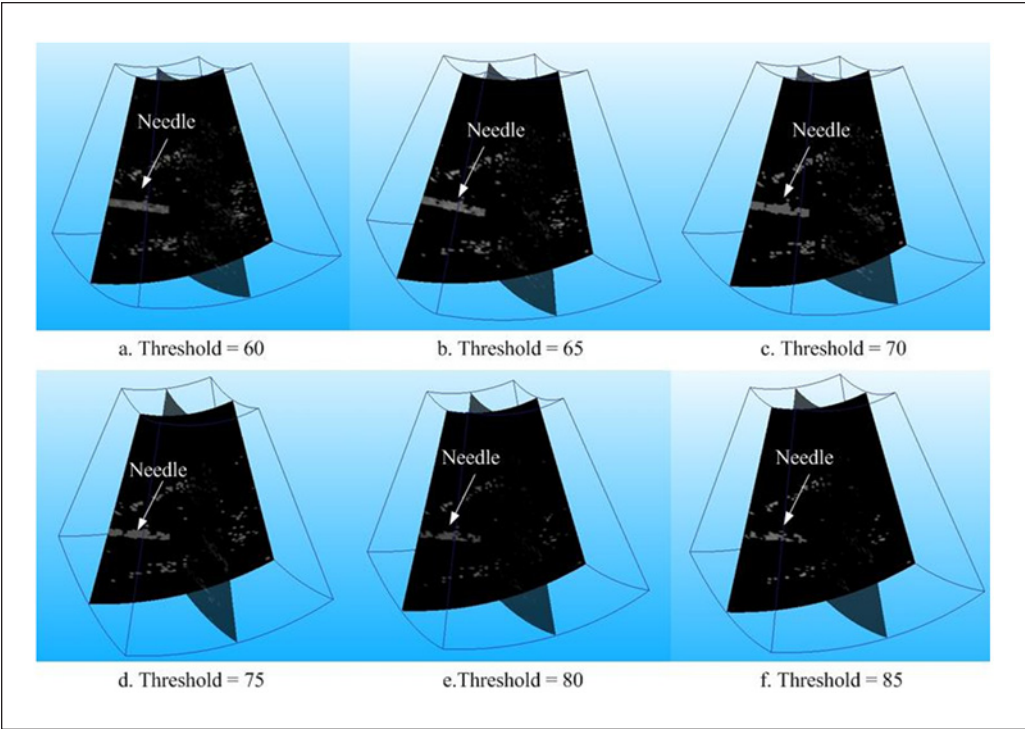 Needle
Needle
Needle
a. Threshold = 60
b. Threshold = 65
c. Threshold = 70
Needle
Needle
Needle
d. Threshold = 75
e.Threshold = 80
f. Threshold = 85